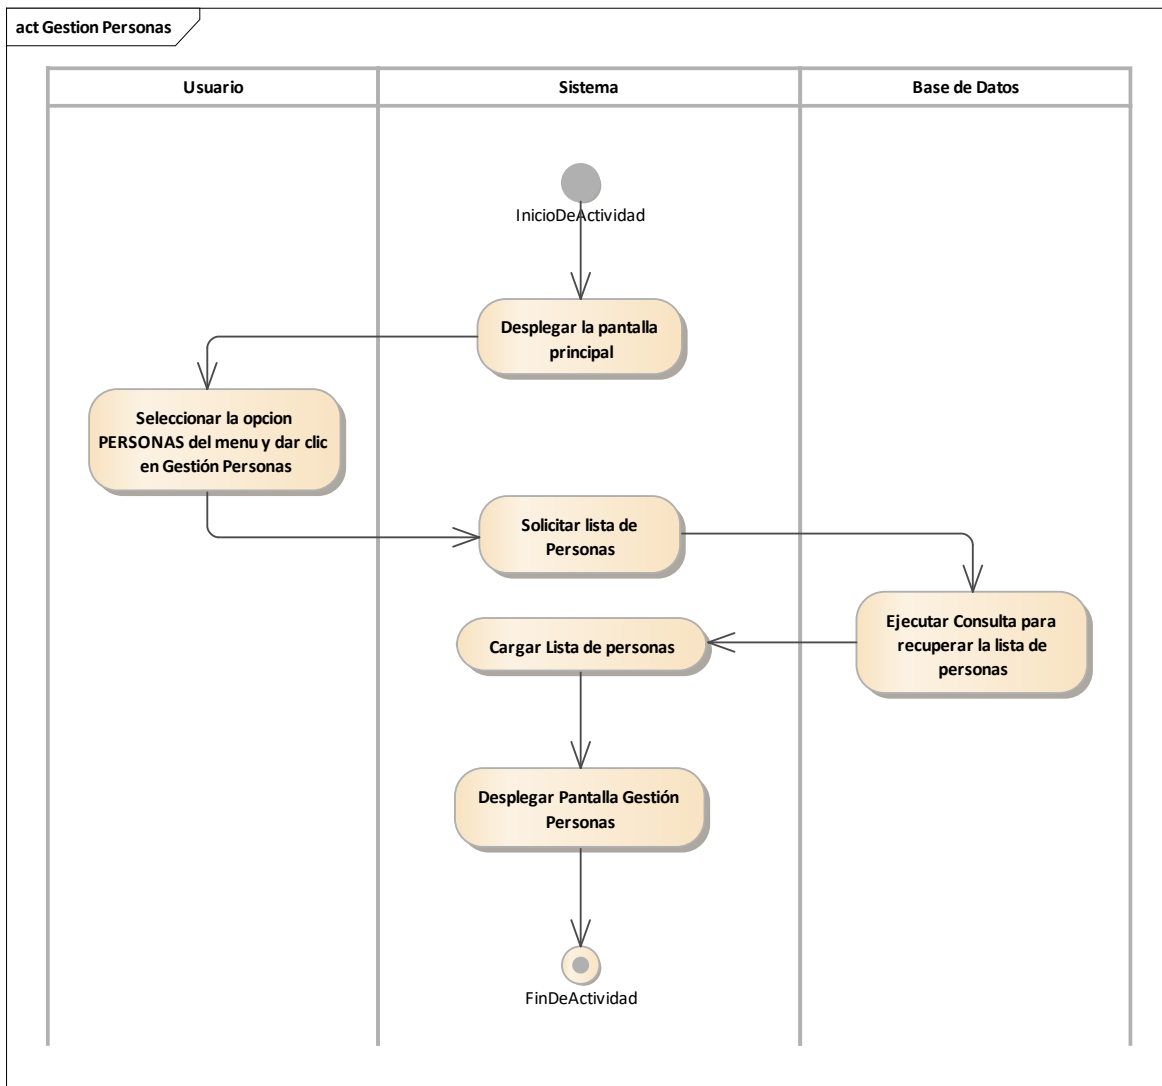 act Gestion Personas
Usuario
Sistema
Base de Datos
InicioDeActividad
Desplegar la pantalla
principal
Seleccionar la opcion
PERSONAS del menu y dar clic
en Gestión Personas
Solicitar lista de
Personas
Ejecutar Consulta para
recuperar la lista de
personas
Cargar Lista de personas
Desplegar Pantalla Gestión
Personas
FinDeActividad